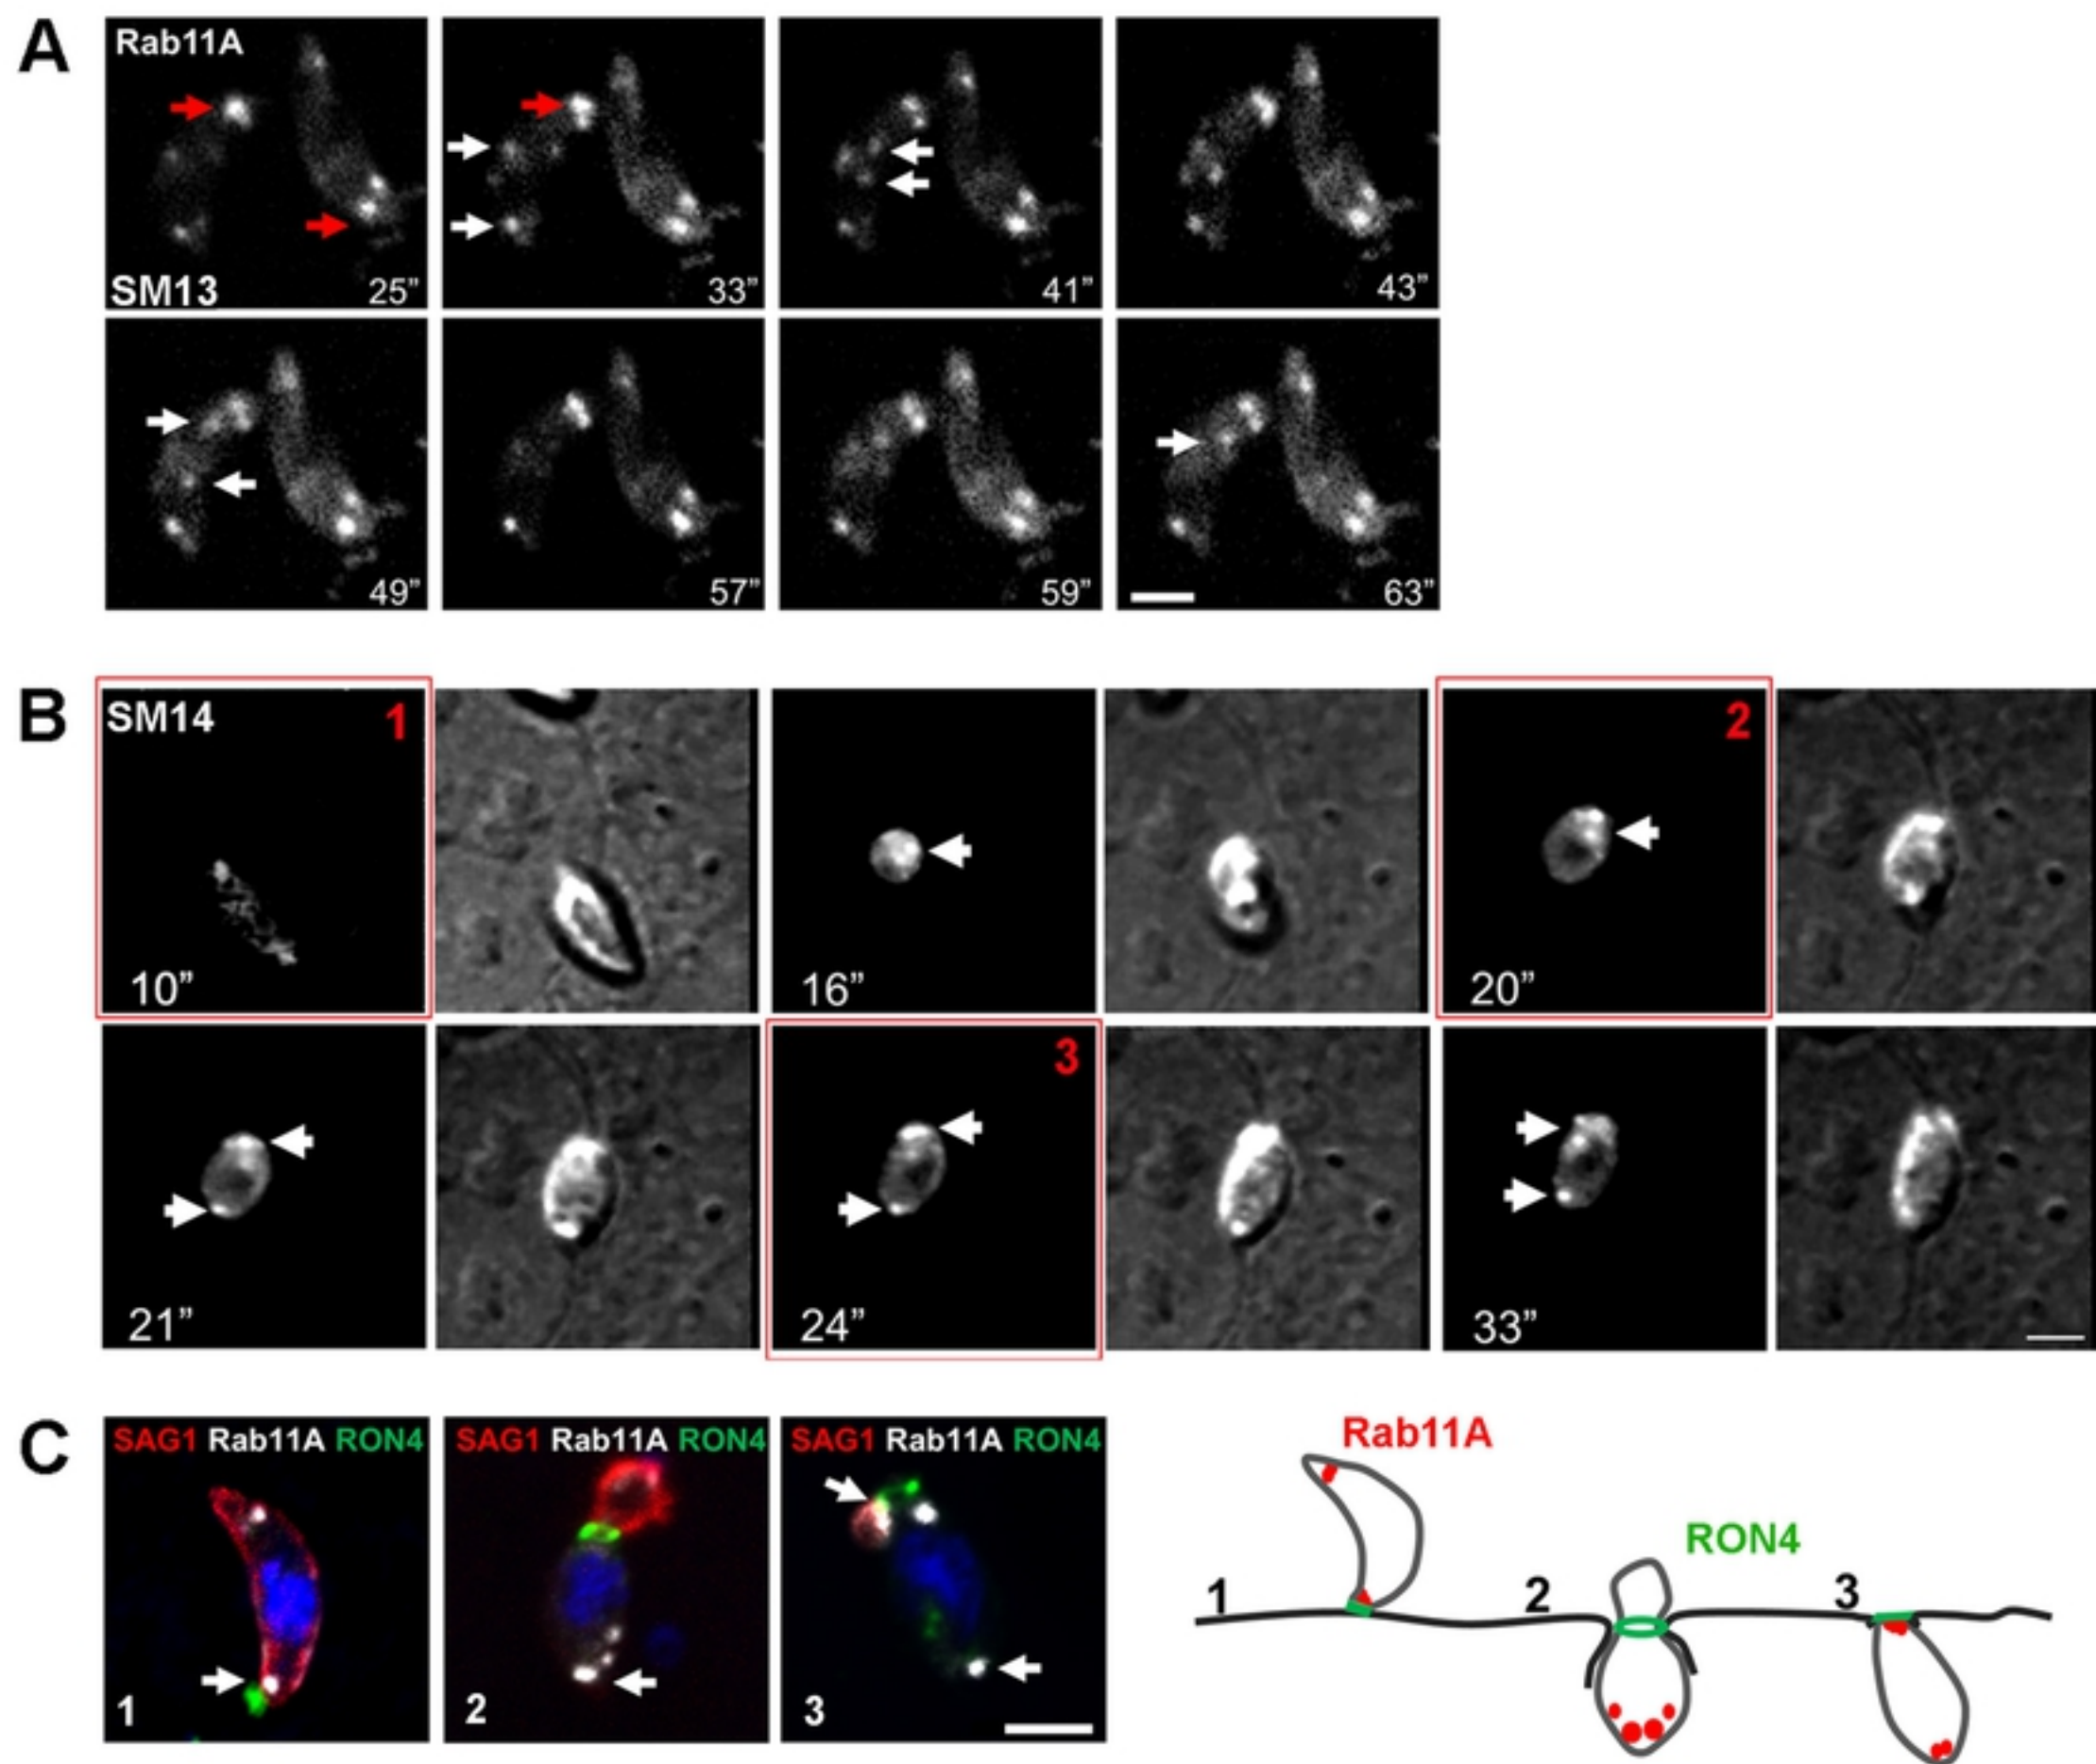 A
Rab11A
SM13
25”
33”
41”
43”
49”
57”
59”
63”
B
SM14
1
10”
16”
2
20”
21”
3
24”
33”
C
SAG1 Rab11A RON4
1
SAG1 Rab11A RON4
2
SAG1 Rab11A RON4
3
Rab11A
RON4
1
2
3